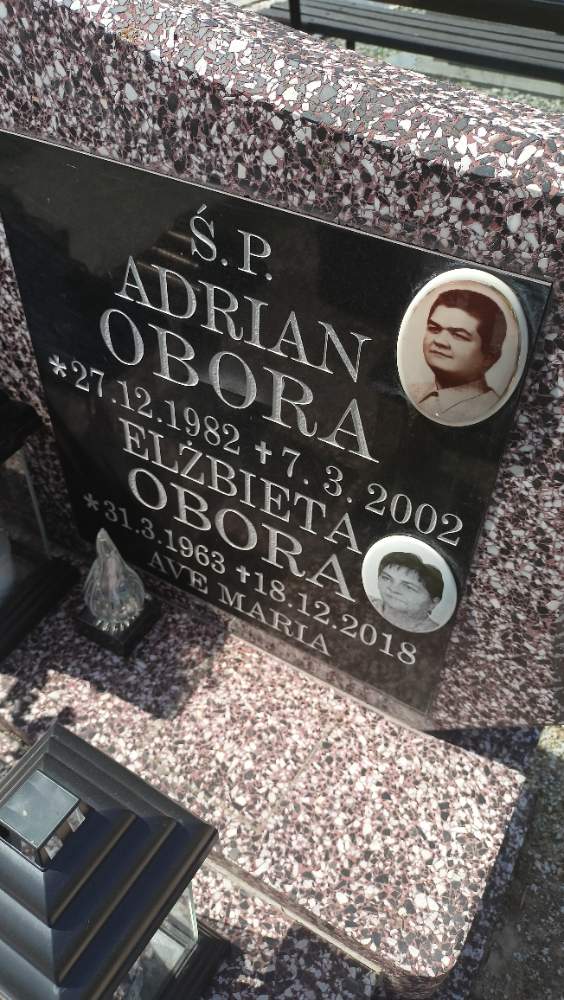 Ś.P.
ADRIAN
OBORA
*27.12.1982 ✝7.3.2002
ELŻBIETA
OBORA
*31.3.1963 ✝18.12.2018
AVE MARIA